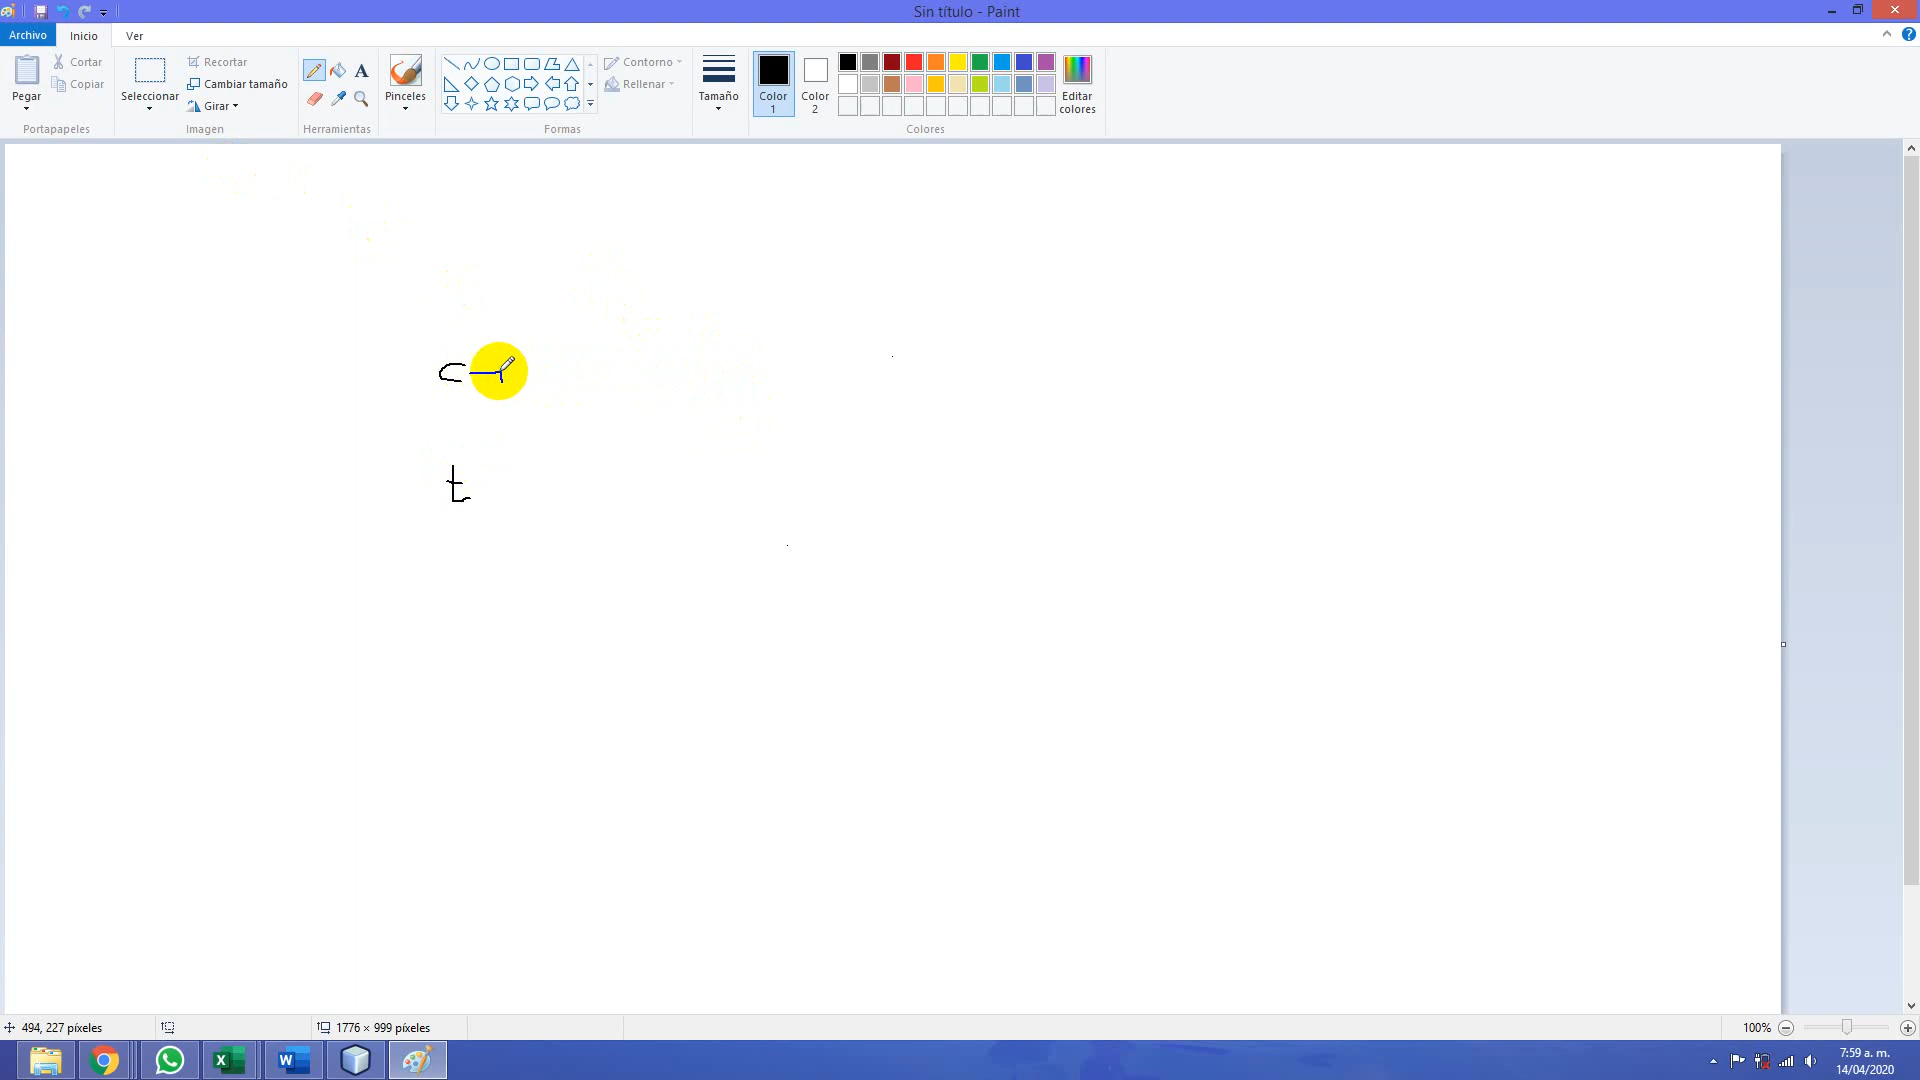 Sin título - Paint
Archivo Inicio Ver
Pegar
Cortar
Copiar
Portapapeles
Seleccionar
Recortar
Cambiar tamaño
Girar
Imagen
A
Herramientas
Pinceles
Contorno
Rellenar
Formas
Tamaño
Color 1
Color 2
Editar colores
Colores
c
t
494, 227 píxeles 1776 × 999 píxeles 100%
7:59 a. m.
14/04/2020